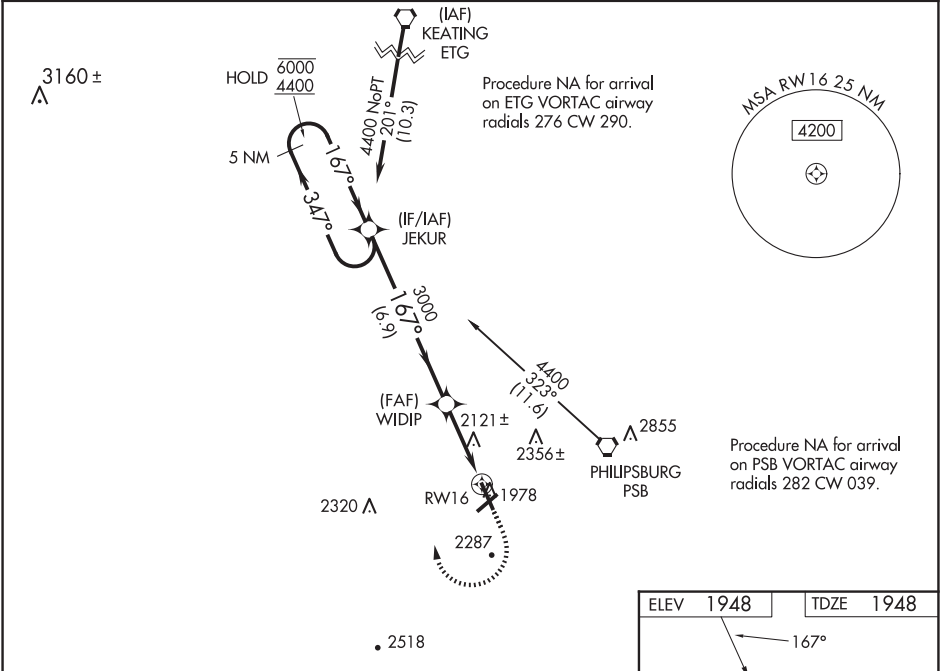 (IAF)
KEATING
ETG
3160 ±
HOLD 6000
4400
4400 NoPT
201°
(10.3)
Procedure NA for arrival
on ETG VORTAC airway
radials 276 CW 290.
MSA RW16 25 NM
4200
5 NM
167°
347°
(IF/IAF)
JEKUR
3000
167°
(6.9)
4400
323°
(11.6)
(FAF)
WIDIP
2121 ±
2356 ±
2855
PHILIPSBURG
PSB
Procedure NA for arrival
on PSB VORTAC airway
radials 282 CW 039.
RW16
1978
2320
2287
2518
ELEV 1948
TDZE 1948
167°